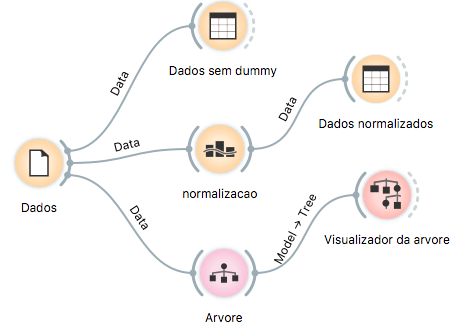 Data
Dados sem dummy
Data
Dados normalizados
Data
normalizacao
Dados
Data
Model → Tree
Visualizador da arvore
Arvore